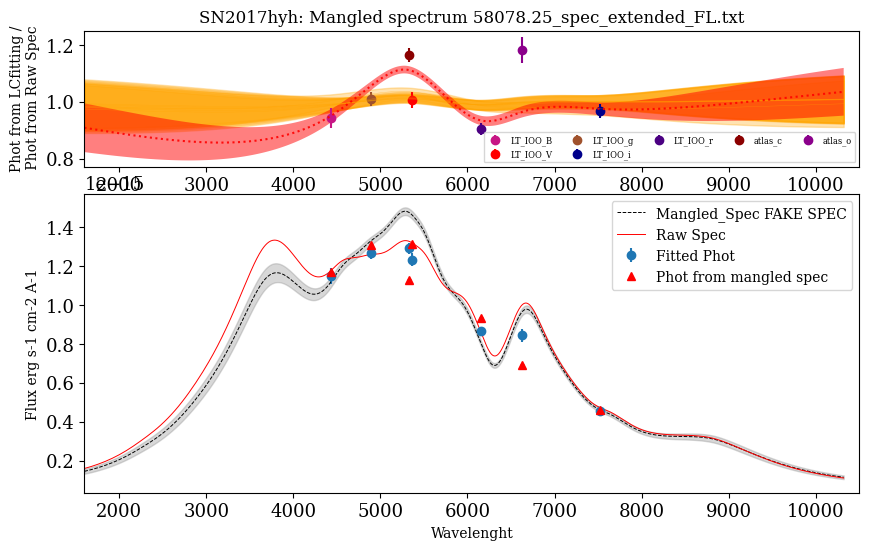 SN2017hyh: Mangled spectrum 58078.25_spec_extended_FL.txt
Phot from LCfitting /
Phot from Raw Spec
1.2
1.0
0.8
LT_IOO_B LT_IOO_g LT_IOO_r atlas_c atlas_o
LT_IOO_V LT_IOO_i
2000 3000 4000 5000 6000 7000 8000 9000 10000
1e−15
Flux erg s-1 cm-2 A-1
1.4
1.2
1.0
0.8
0.6
0.4
0.2
Mangled_Spec FAKE SPEC
Raw Spec
Fitted Phot
Phot from mangled spec
2000 3000 4000 5000 6000 7000 8000 9000 10000
Wavelenght